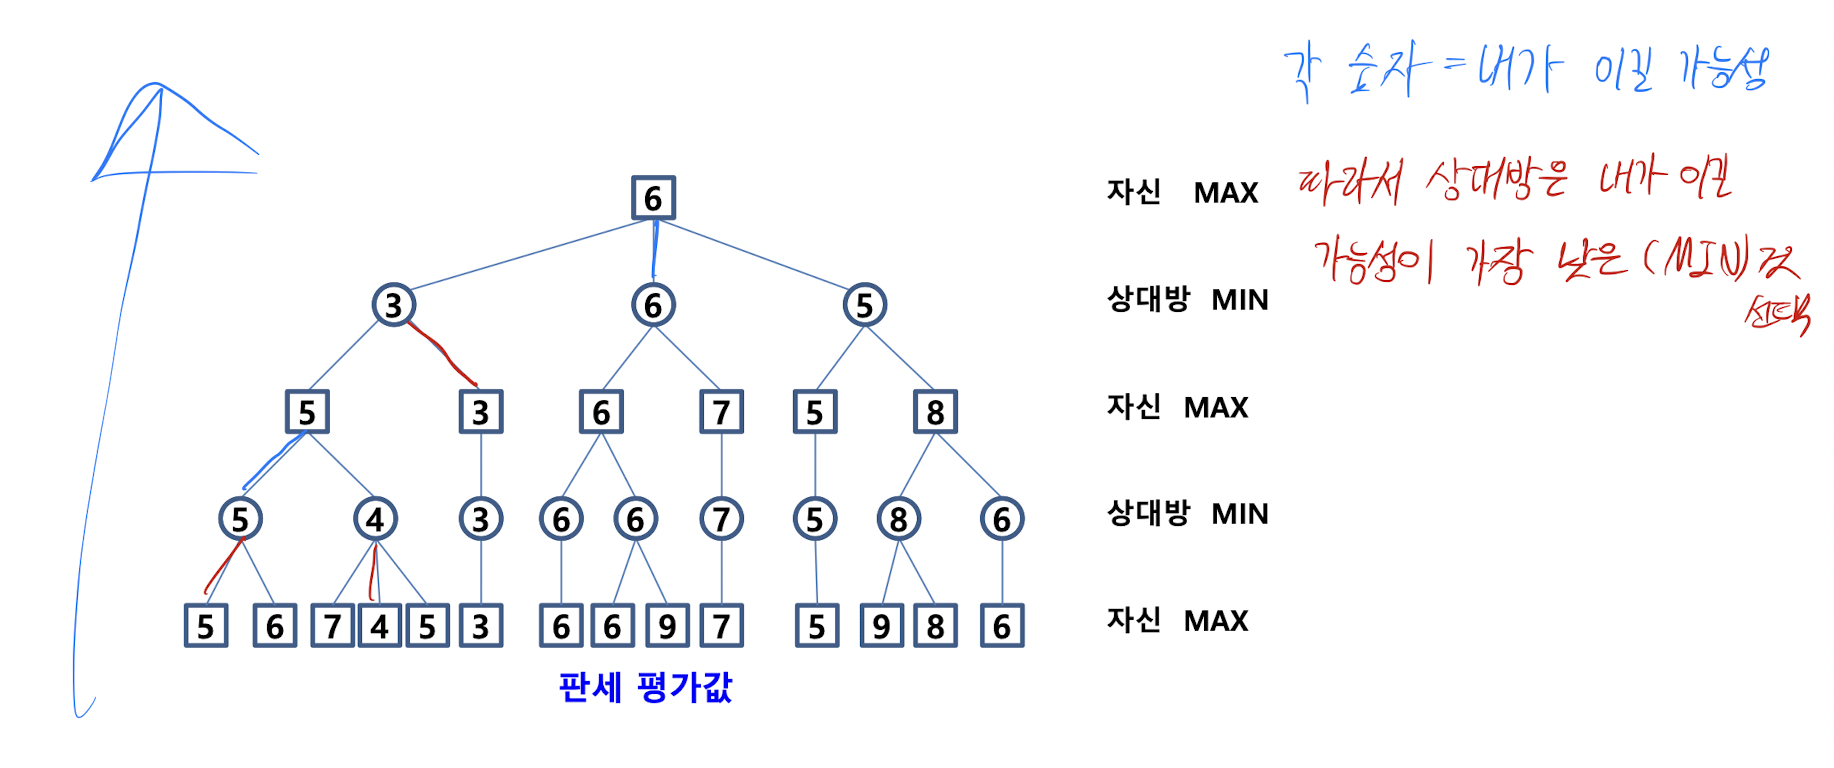 각 숫자 = 내가 이길 가능성
6 자신 MAX 따라서 상대방은 내가 이길
가능성이 가장 낮은 (MIN) 것
선택
3 6 5 상대방 MIN
5 3 6 7 5 8 자신 MAX
5 4 3 6 6 7 5 8 6 상대방 MIN
5 6 7 4 5 3 6 6 9 7 5 9 8 6 자신 MAX
판세 평가값